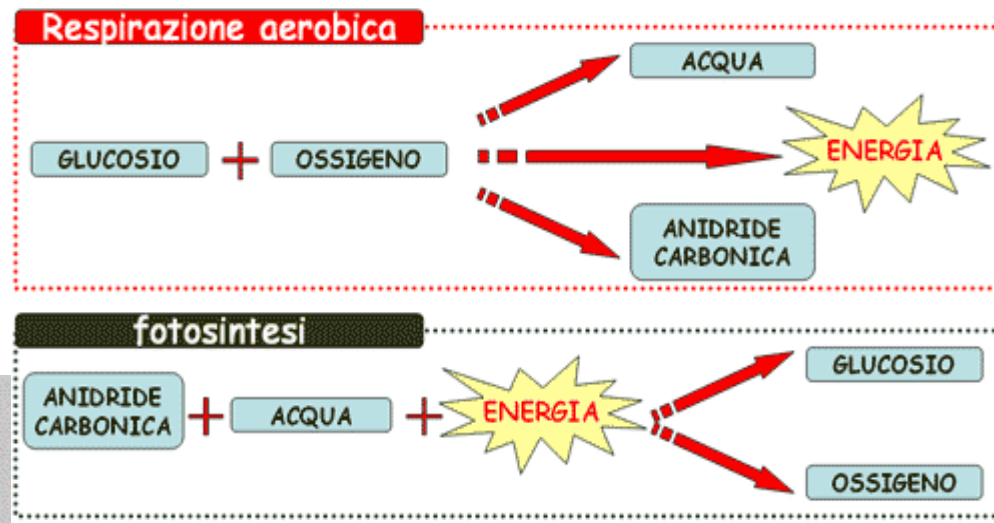 Respirazione aerobica
GLUCOSIO + OSSIGENO
ACQUA
ENERGIA
ANIDRIDE
CARBONICA
fotosintesi
ANIDRIDE
CARBONICA
+ ACQUA + ENERGIA
GLUCOSIO
OSSIGENO